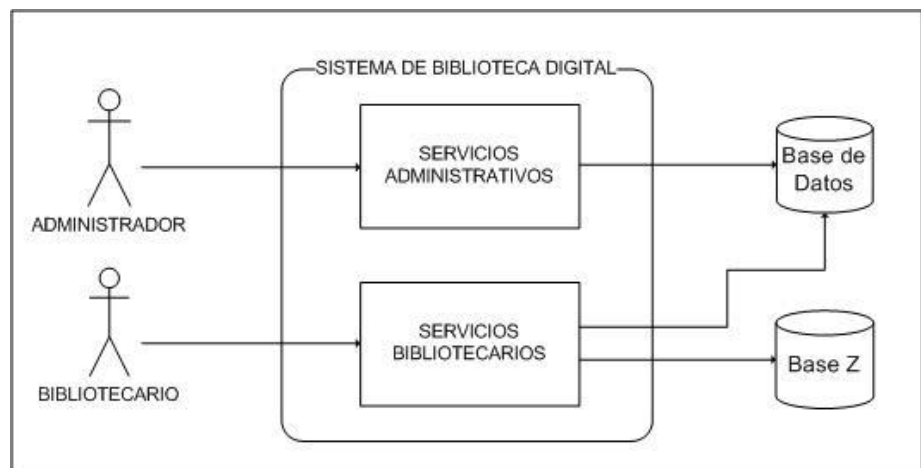 SISTEMA DE BIBLIOTECA DIGITAL
SERVICIOS
ADMINISTRATIVOS
Base de
Datos
ADMINISTRADOR
SERVICIOS
BIBLIOTECARIOS
Base Z
BIBLIOTECARIO